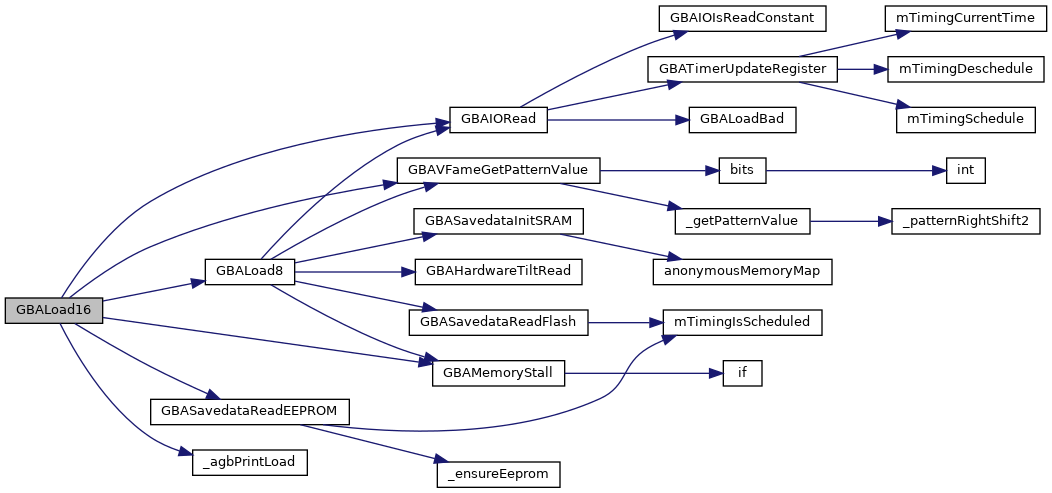 GBAIOIsReadConstant
mTimingCurrentTime
GBATimerUpdateRegister
mTimingDeschedule
GBAIORead
GBALoadBad
mTimingSchedule
GBAVFameGetPatternValue
bits
int
GBASavedataInitSRAM
_getPatternValue
_patternRightShift2
GBALoad8
GBAHardwareTiltRead
anonymousMemoryMap
GBALoad16
GBASavedataReadFlash
mTimingIsScheduled
GBAMemoryStall
if
GBASavedataReadEEPROM
_agbPrintLoad
_ensureEeprom